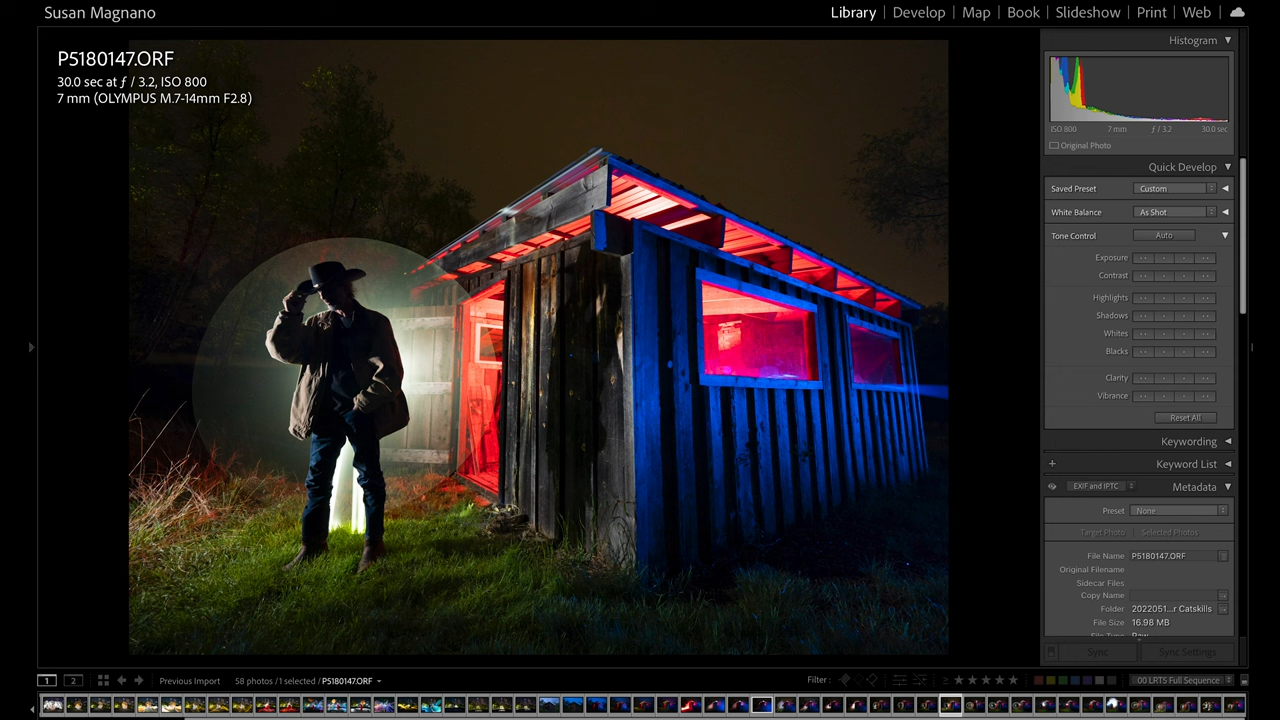 Susan Magnano
Library | Develop | Map | Book | Slideshow | Print | Web
P5180147.ORF
30.0 sec at ƒ / 3.2, ISO 800
7 mm (OLYMPUS M.7-14mm F2.8)
Histogram
ISO 800 7 mm ƒ / 3.2 30.0 sec
Original Photo
Quick Develop
Saved Preset Custom
White Balance As Shot
Tone Control Auto
Exposure
Contrast
Highlights
Shadows
Whites
Blacks
Clarity
Vibrance
Reset All
Keywording
+ Keyword List
EXIF and IPTC Metadata
Preset None
Target Photo Selected Photos
File Name P5180147.ORF
Original Filename
Sidecar Files
Copy Name
Folder 2022051...r Catskills
File Size 16.98 MB
File Type Raw
Sync Sync Settings
1 2 Previous Import 58 photos / 1 selected / P5180147.ORF Filter : 00 LRT3 Full Sequence